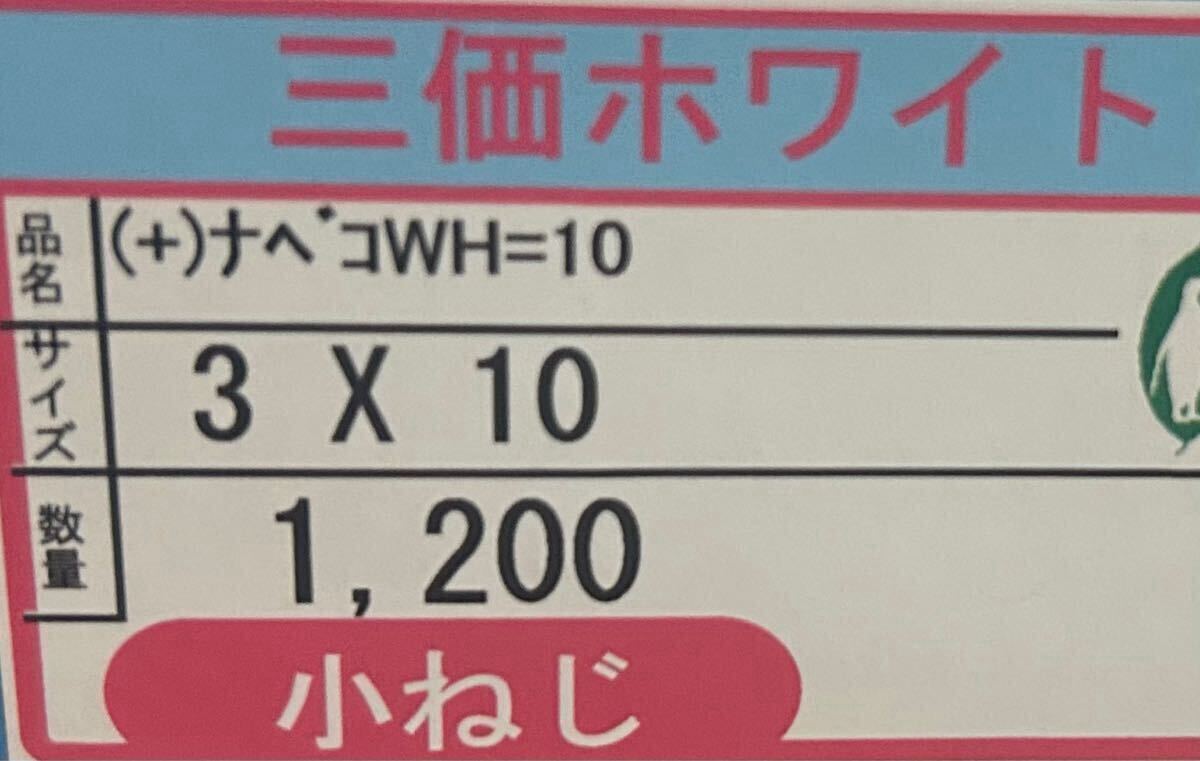 三価ホワイト
品名 (+)ﾅﾍﾞｺWH=10
サイズ 3 X 10
数量 1,200
小ねじ